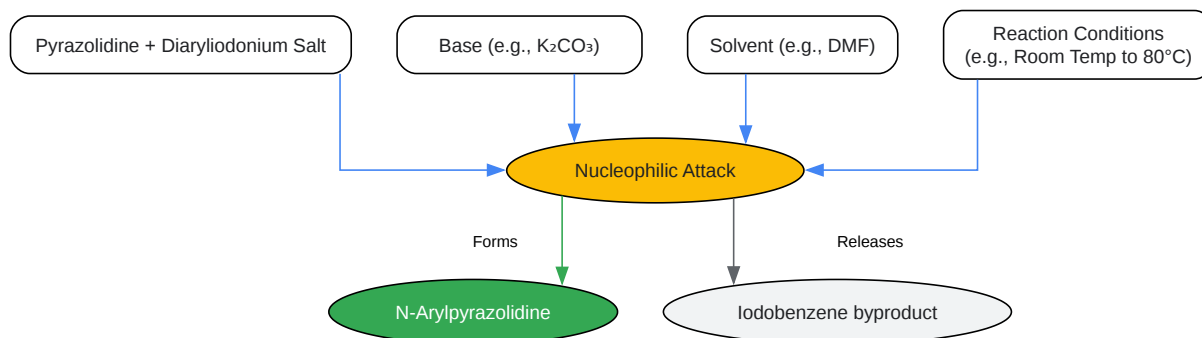 Pyrazolidine + Diaryliodonium Salt
Base (e.g., K₂CO₃)
Solvent (e.g., DMF)
Reaction Conditions
(e.g., Room Temp to 80°C)
Nucleophilic Attack
Forms
Releases
N-Arylpyrazolidine
Iodobenzene byproduct